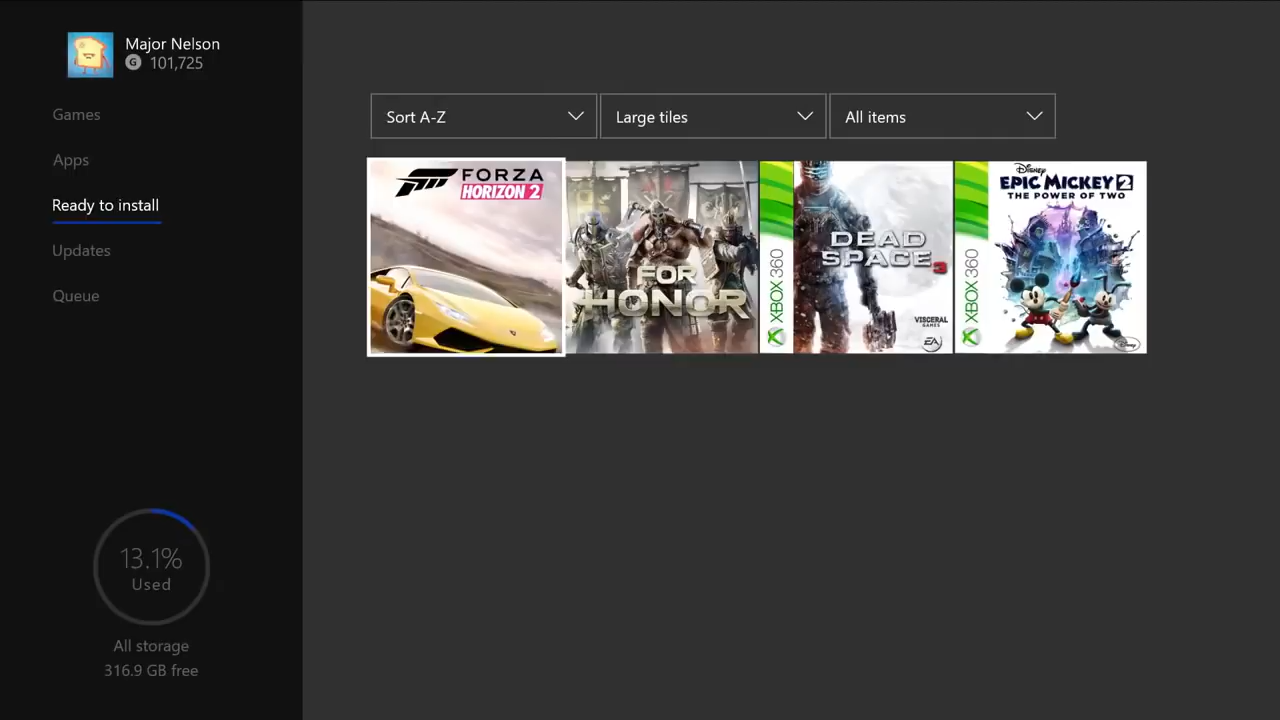 Major Nelson
G 101,725
Games
Apps
Ready to install
Updates
Queue
13.1%
Used
All storage
316.9 GB free
Sort A-Z
Large tiles
All items
FORZA
HORIZON 2
FOR
HONOR
XBOX 360
DEAD
SPACE 3
VISCERAL
GAMES
EA
XBOX 360
Disney
EPIC MICKEY 2
THE POWER OF TWO
Disney